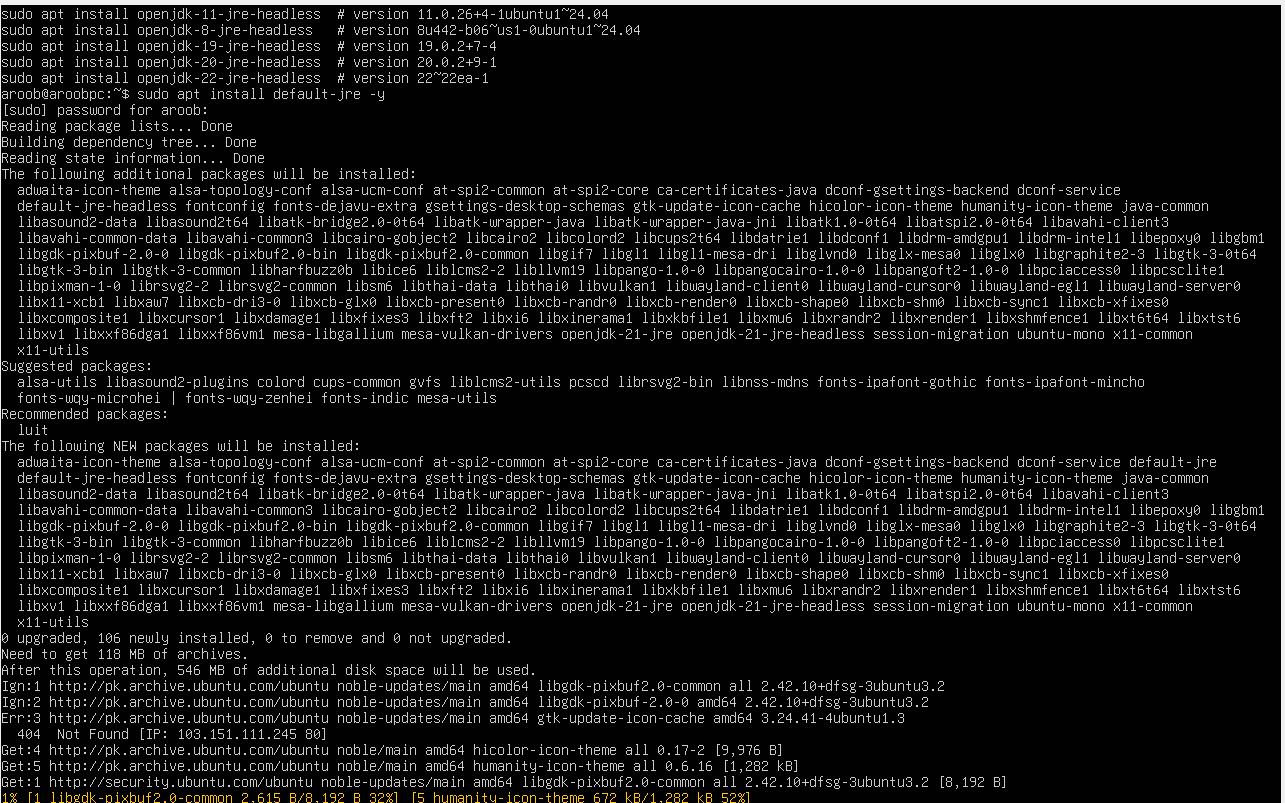 sudo apt install openjdk-11-jre-headless  # version 11.0.26+4-1ubuntu1~24.04
sudo apt install openjdk-8-jre-headless   # version 8u442-b06~us1-0ubuntu1~24.04
sudo apt install openjdk-19-jre-headless  # version 19.0.2+7-4
sudo apt install openjdk-20-jre-headless  # version 20.0.2+9-1
sudo apt install openjdk-22-jre-headless  # version 22~22ea-1
aroob@aroobpc:~$ sudo apt install default-jre -y
[sudo] password for aroob:
Reading package lists... Done
Building dependency tree... Done
Reading state information... Done
The following additional packages will be installed:
  adwaita-icon-theme alsa-topology-conf alsa-ucm-conf at-spi2-common at-spi2-core ca-certificates-java dconf-gsettings-backend dconf-service
  default-jre-headless fontconfig fonts-dejavu-extra gsettings-desktop-schemas gtk-update-icon-cache hicolor-icon-theme humanity-icon-theme java-common
  libasound2-data libasound2t64 libatk-bridge2.0-0t64 libatk-wrapper-java libatk-wrapper-java-jni libatk1.0-0t64 libatspi2.0-0t64 libavahi-client3
  libavahi-common-data libavahi-common3 libcairo-gobject2 libcairo2 libcolord2 libcups2t64 libdatrie1 libdconf1 libdrm-amdgpu1 libdrm-intel1 libepoxy0 libgbm1
  libgdk-pixbuf-2.0-0 libgdk-pixbuf2.0-bin libgdk-pixbuf2.0-common libgif7 libgl1 libgl1-mesa-dri libglvnd0 libglx-mesa0 libglx0 libgraphite2-3 libgtk-3-0t64
  libgtk-3-bin libgtk-3-common libharfbuzz0b libice6 liblcms2-2 libllvm19 libpango-1.0-0 libpangocairo-1.0-0 libpangoft2-1.0-0 libpciaccess0 libpcsclite1
  libpixman-1-0 librsvg2-2 librsvg2-common libsm6 libthai-data libthai0 libvulkan1 libwayland-client0 libwayland-cursor0 libwayland-egl1 libwayland-server0
  libx11-xcb1 libxaw7 libxcb-dri3-0 libxcb-glx0 libxcb-present0 libxcb-randr0 libxcb-render0 libxcb-shape0 libxcb-shm0 libxcb-sync1 libxcb-xfixes0
  libxcomposite1 libxcursor1 libxdamage1 libxfixes3 libxft2 libxi6 libxinerama1 libxkbfile1 libxmu6 libxrandr2 libxrender1 libxshmfence1 libxt6t64 libxtst6
  libxv1 libxxf86dga1 libxxf86vm1 mesa-libgallium mesa-vulkan-drivers openjdk-21-jre openjdk-21-jre-headless session-migration ubuntu-mono x11-common
  x11-utils
Suggested packages:
  alsa-utils libasound2-plugins colord cups-common gvfs liblcms2-utils pcscd librsvg2-bin libnss-mdns fonts-ipafont-gothic fonts-ipafont-mincho
  fonts-wqy-microhei | fonts-wqy-zenhei fonts-indic mesa-utils
Recommended packages:
  luit
The following NEW packages will be installed:
  adwaita-icon-theme alsa-topology-conf alsa-ucm-conf at-spi2-common at-spi2-core ca-certificates-java dconf-gsettings-backend dconf-service default-jre
  default-jre-headless fontconfig fonts-dejavu-extra gsettings-desktop-schemas gtk-update-icon-cache hicolor-icon-theme humanity-icon-theme java-common
  libasound2-data libasound2t64 libatk-bridge2.0-0t64 libatk-wrapper-java libatk-wrapper-java-jni libatk1.0-0t64 libatspi2.0-0t64 libavahi-client3
  libavahi-common-data libavahi-common3 libcairo-gobject2 libcairo2 libcolord2 libcups2t64 libdatrie1 libdconf1 libdrm-amdgpu1 libdrm-intel1 libepoxy0 libgbm1
  libgdk-pixbuf-2.0-0 libgdk-pixbuf2.0-bin libgdk-pixbuf2.0-common libgif7 libgl1 libgl1-mesa-dri libglvnd0 libglx-mesa0 libglx0 libgraphite2-3 libgtk-3-0t64
  libgtk-3-bin libgtk-3-common libharfbuzz0b libice6 liblcms2-2 libllvm19 libpango-1.0-0 libpangocairo-1.0-0 libpangoft2-1.0-0 libpciaccess0 libpcsclite1
  libpixman-1-0 librsvg2-2 librsvg2-common libsm6 libthai-data libthai0 libvulkan1 libwayland-client0 libwayland-cursor0 libwayland-egl1 libwayland-server0
  libx11-xcb1 libxaw7 libxcb-dri3-0 libxcb-glx0 libxcb-present0 libxcb-randr0 libxcb-render0 libxcb-shape0 libxcb-shm0 libxcb-sync1 libxcb-xfixes0
  libxcomposite1 libxcursor1 libxdamage1 libxfixes3 libxft2 libxi6 libxinerama1 libxkbfile1 libxmu6 libxrandr2 libxrender1 libxshmfence1 libxt6t64 libxtst6
  libxv1 libxxf86dga1 libxxf86vm1 mesa-libgallium mesa-vulkan-drivers openjdk-21-jre openjdk-21-jre-headless session-migration ubuntu-mono x11-common
  x11-utils
0 upgraded, 106 newly installed, 0 to remove and 0 not upgraded.
Need to get 118 MB of archives.
After this operation, 546 MB of additional disk space will be used.
Ign:1 http://pk.archive.ubuntu.com/ubuntu noble-updates/main amd64 libgdk-pixbuf2.0-common all 2.42.10+dfsg-3ubuntu3.2
Ign:2 http://pk.archive.ubuntu.com/ubuntu noble-updates/main amd64 libgdk-pixbuf-2.0-0 amd64 2.42.10+dfsg-3ubuntu3.2
Err:3 http://pk.archive.ubuntu.com/ubuntu noble-updates/main amd64 gtk-update-icon-cache amd64 3.24.41-4ubuntu1.3
  404  Not Found [IP: 103.151.111.245 80]
Get:4 http://pk.archive.ubuntu.com/ubuntu noble/main amd64 hicolor-icon-theme all 0.17-2 [9,976 B]
Get:5 http://pk.archive.ubuntu.com/ubuntu noble/main amd64 humanity-icon-theme all 0.6.16 [1,282 kB]
Get:1 http://security.ubuntu.com/ubuntu noble-updates/main amd64 libgdk-pixbuf2.0-common all 2.42.10+dfsg-3ubuntu3.2 [8,192 B]
1% [1 libgdk-pixbuf2.0-common 2,615 B/8,192 B 32%] [5 humanity-icon-theme 672 kB/1,282 kB 52%]